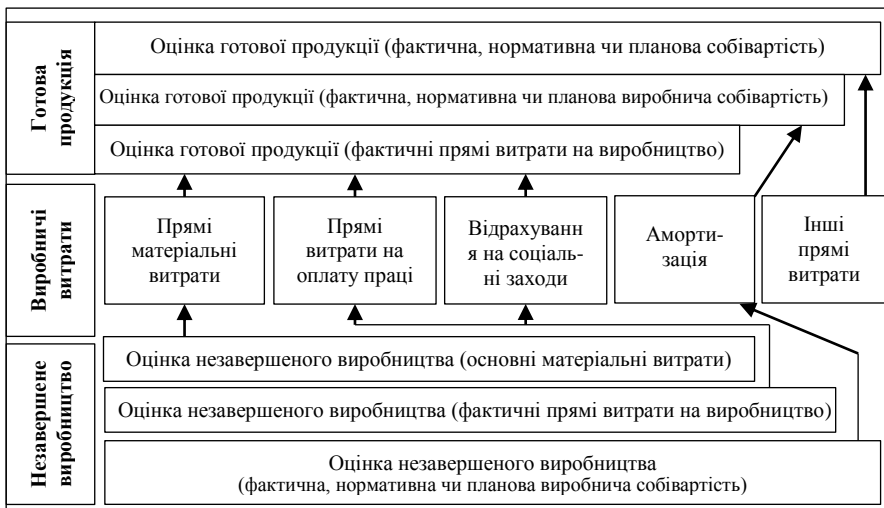 Готова
продукція
Оцінка готової продукції (фактична, нормативна чи планова собівартість)
Оцінка готової продукції (фактична, нормативна чи планова виробнича собівартість)
Оцінка готової продукції (фактичні прямі витрати на виробництво)
Виробничі
витрати
Прямі
матеріальні
витрати
Прямі
витрати на
оплату праці
Відрахуванн
я на соціаль-
ні заходи
Аморти-
зація
Інші
прямі
витрати
Незавершене
виробництво
Оцінка незавершеного виробництва (основні матеріальні витрати)
Оцінка незавершеного виробництва (фактичні прямі витрати на виробництво)
Оцінка незавершеного виробництва
(фактична, нормативна чи планова виробнича собівартість)